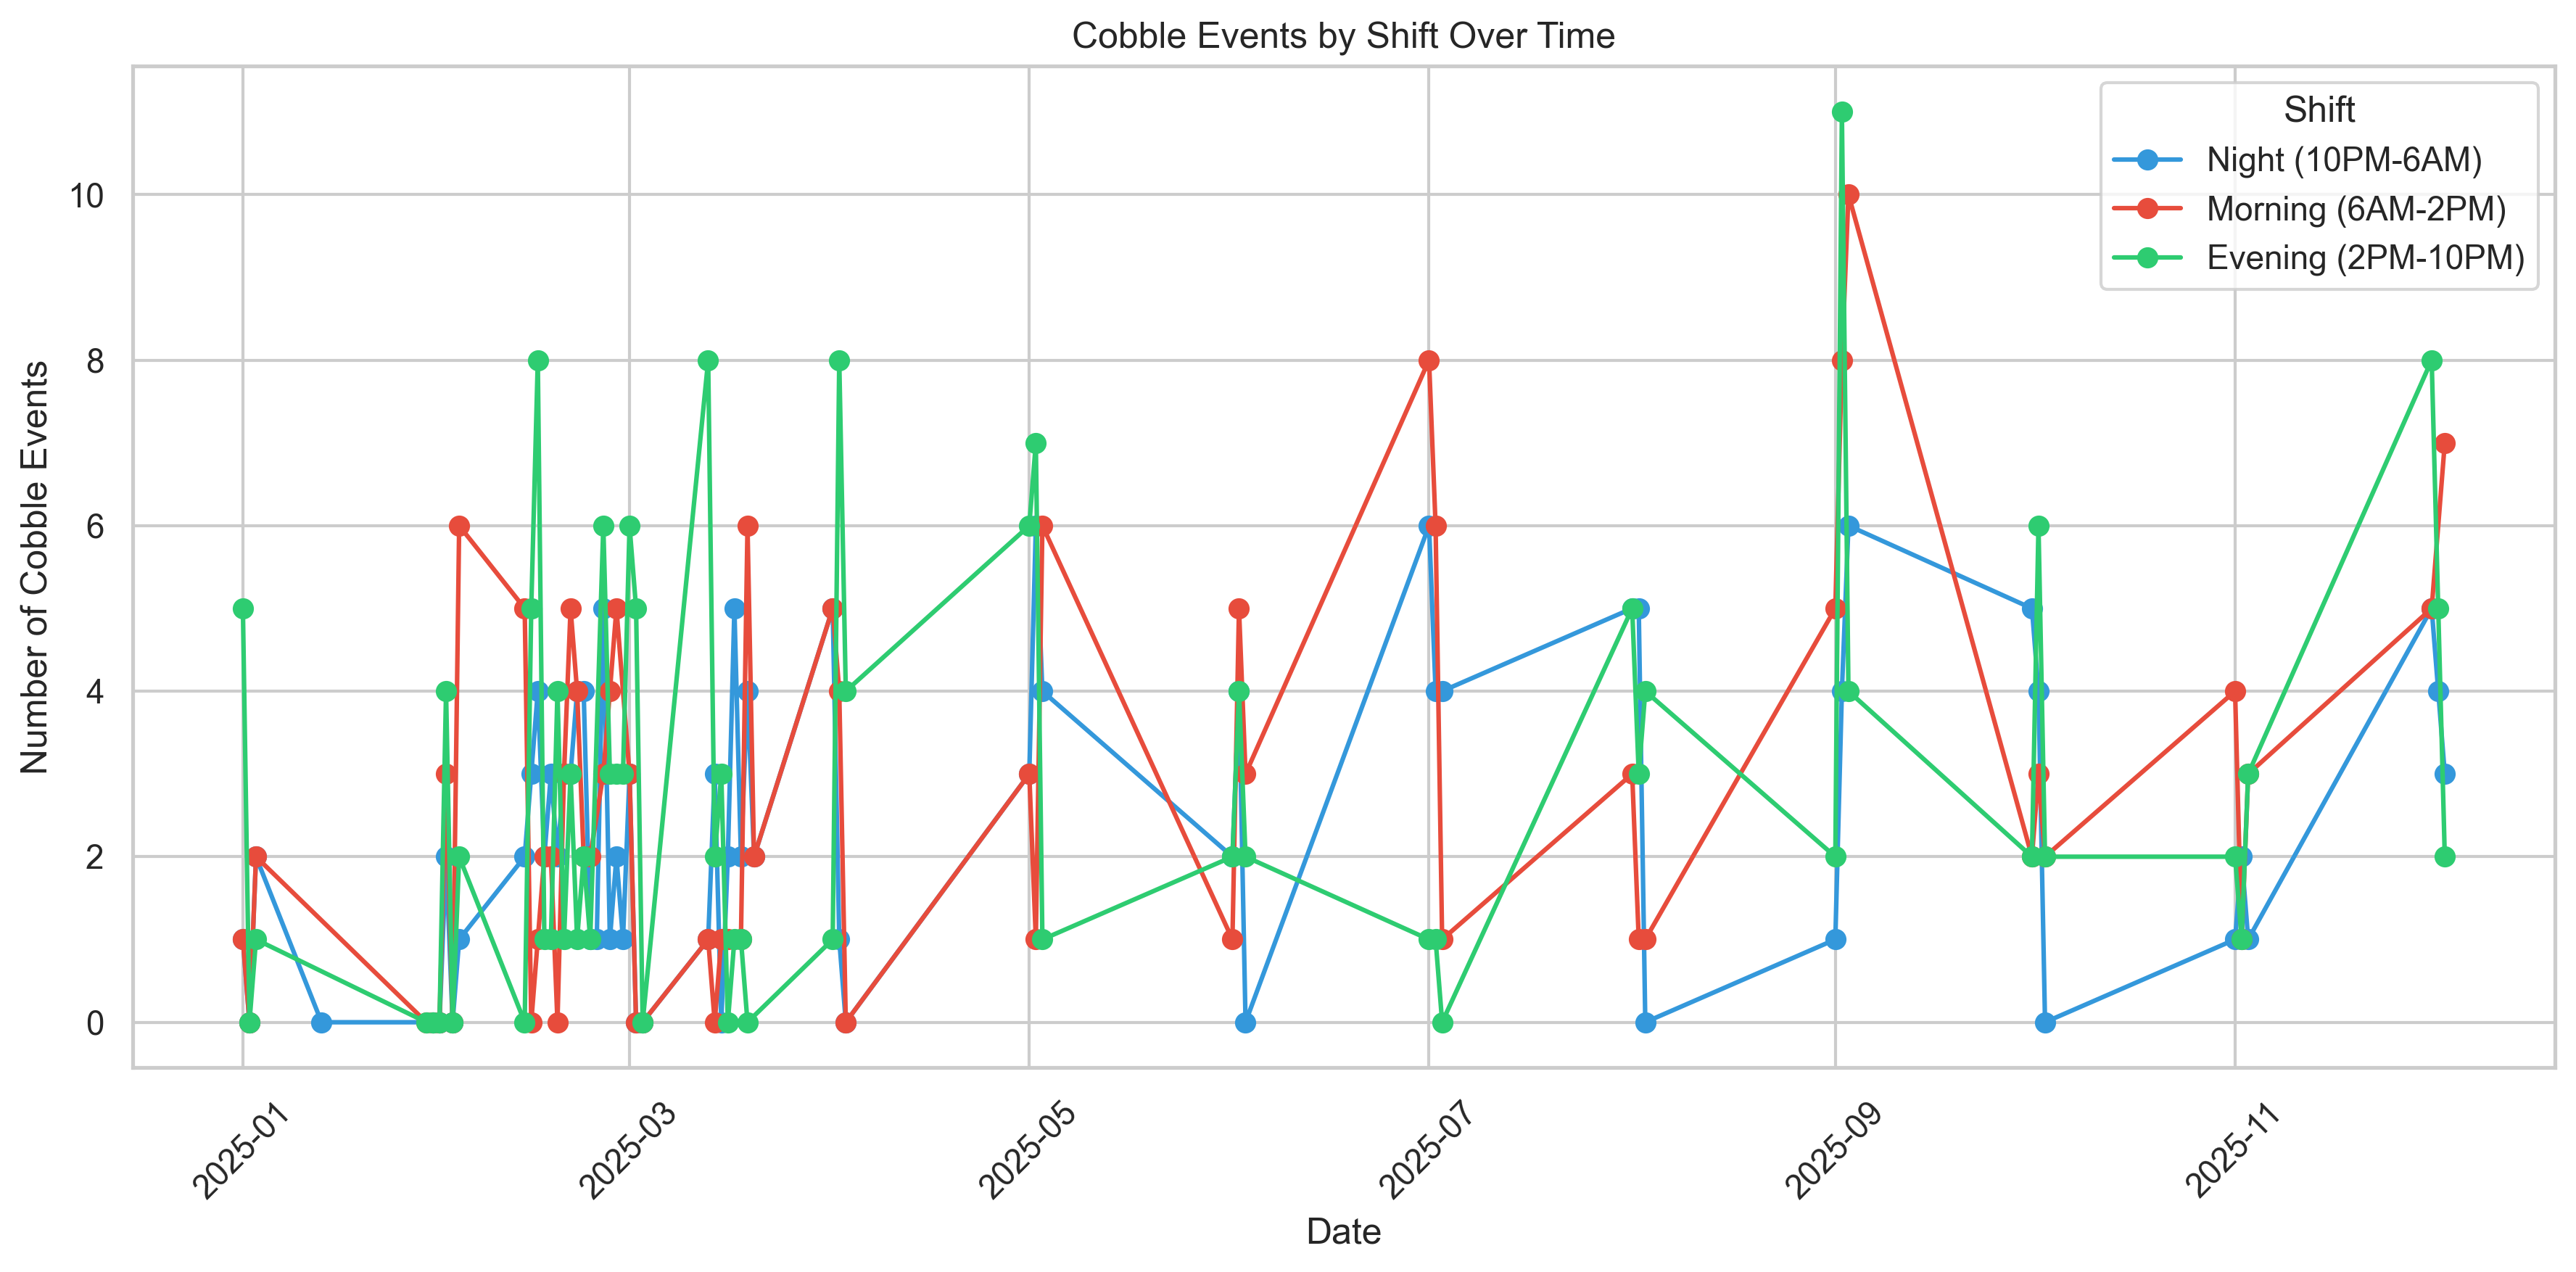 Cobble Events by Shift Over Time
Shift
Night (10PM-6AM)
Morning (6AM-2PM)
Evening (2PM-10PM)
Number of Cobble Events
10
8
6
4
2
0
2025-01
2025-03
2025-05
2025-07
2025-09
2025-11
Date